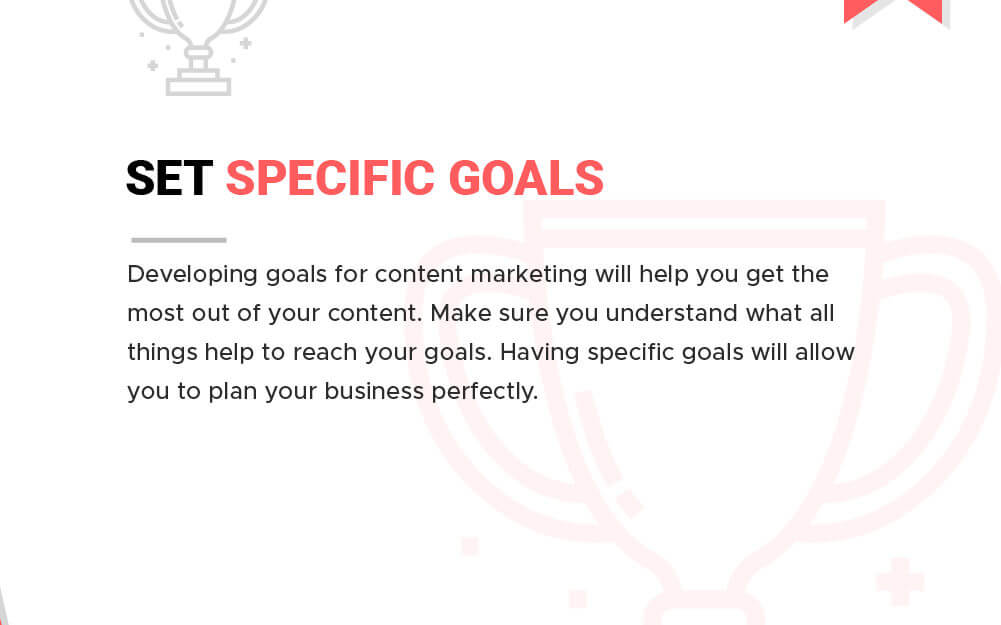 SET SPECIFIC GOALS
Developing goals for content marketing will help you get the
most out of your content. Make sure you understand what all
things help to reach your goals. Having specific goals will allow
you to plan your business perfectly.